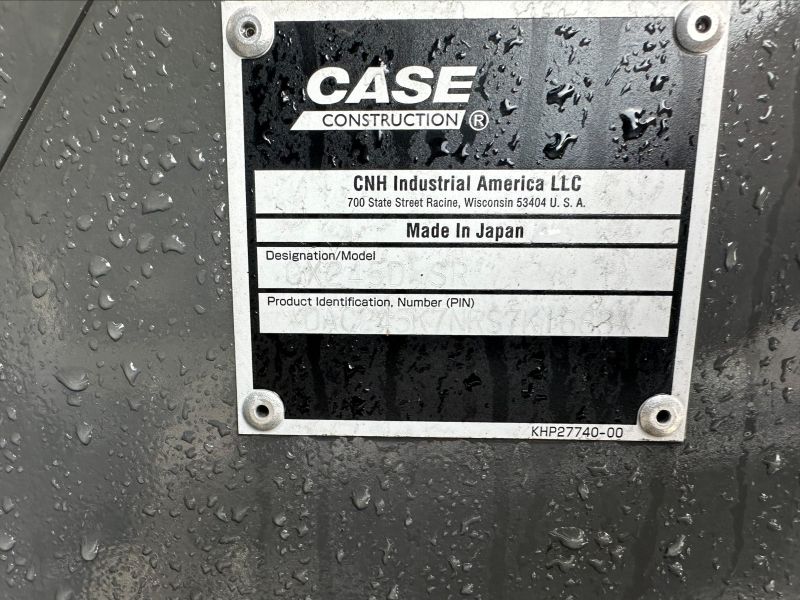 CASE
CONSTRUCTION ®
CNH Industrial America LLC
700 State Street Racine, Wisconsin 53404 U. S. A.
Made In Japan
Designation/Model
Product Identification, Number (PIN)
KHP27740-00